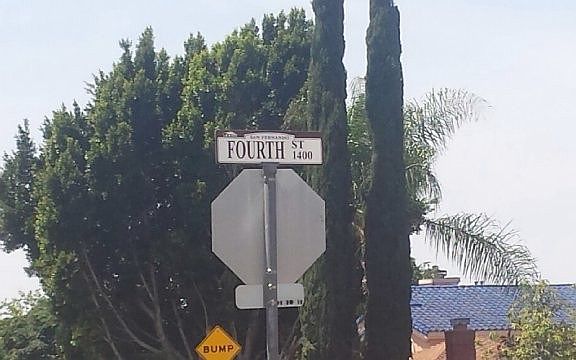 SAN FERNANDO
FOURTH ST
1400
BUMP